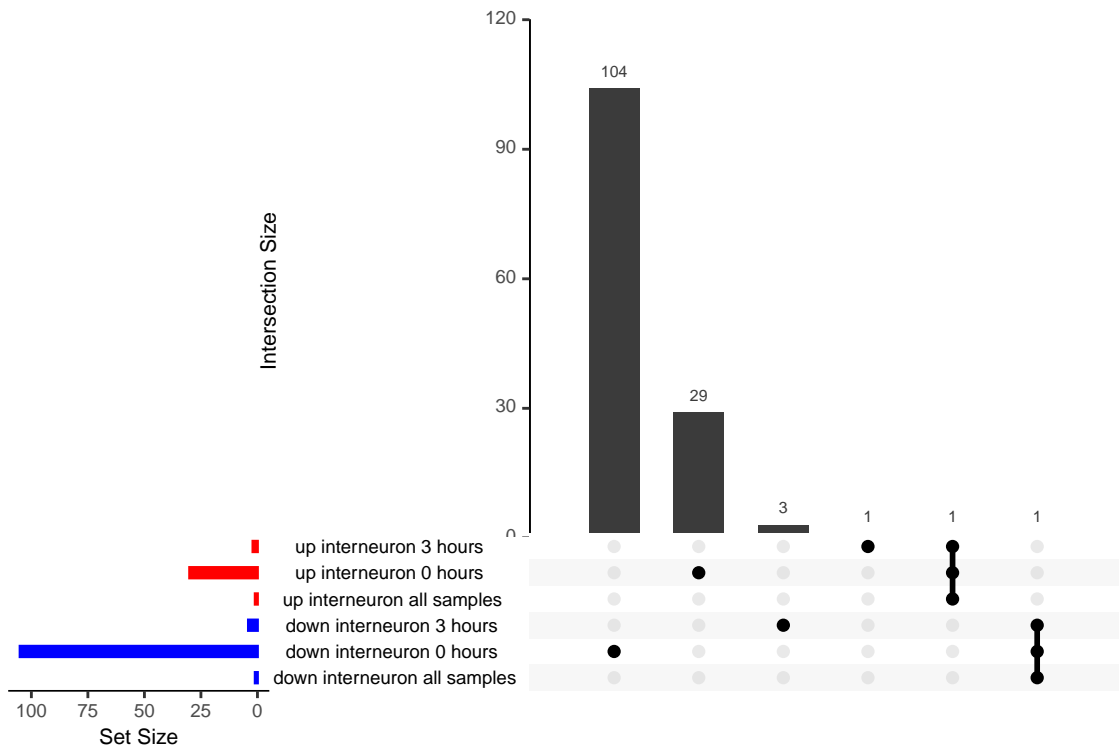 120
104
90
Intersection Size
60
29
30
3
1
1
1
0
up interneuron 3 hours
up interneuron 0 hours
up interneuron all samples
down interneuron 3 hours
down interneuron 0 hours
down interneuron all samples
100 75 50 25 0
Set Size